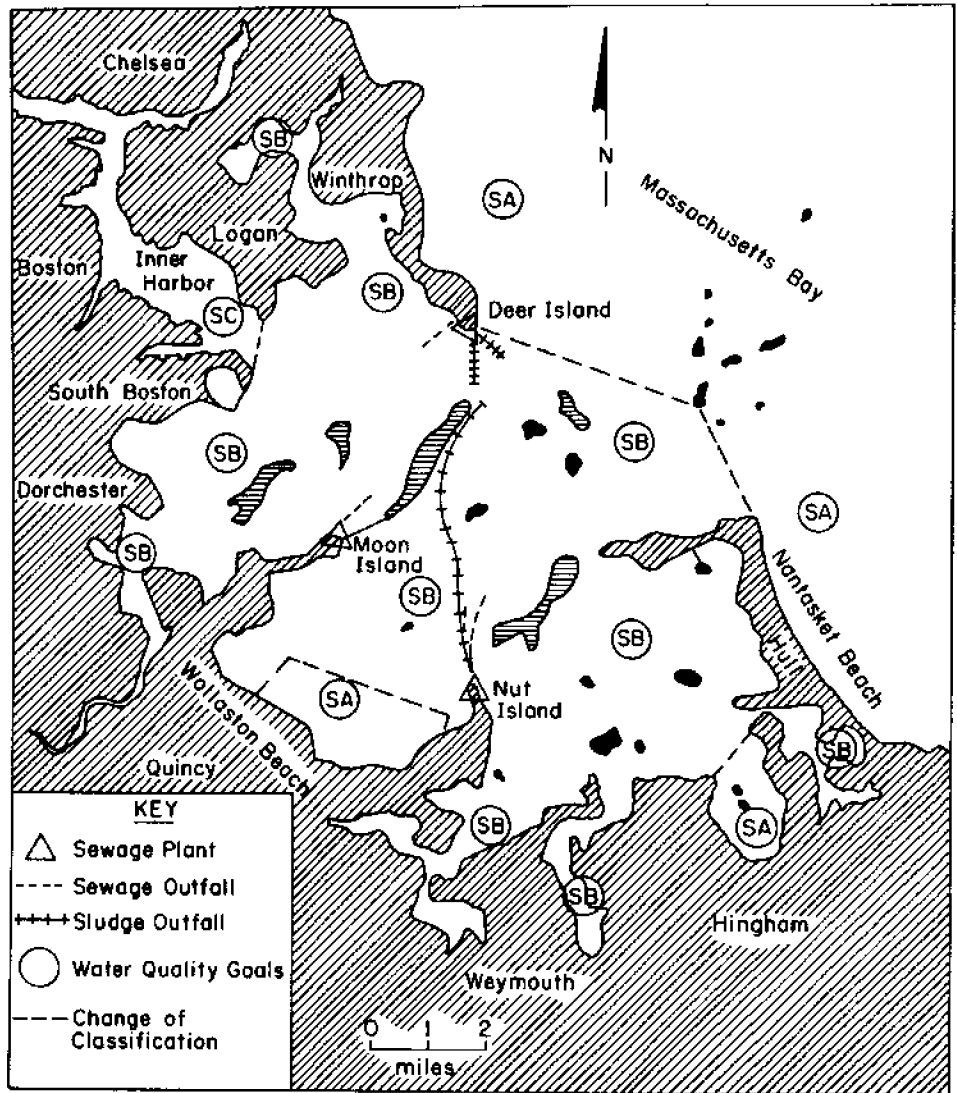 Chelsea
SB
Winthrop
N
SA
Massachusetts
Bay
Logan
Boston
Inner
Harbor
SB
SC
Deer Island
South Boston
SB
SB
Dorchester
SA
SB
Moon
Island
SB
SB
Nantasket Beach
Hull
SA
Nut
Island
Wollaston Beach
Quincy
SB
SB
SA
SB
Hingham
Weymouth
0 1 2
miles
KEY
Sewage Plant
Sewage Outfall
Sludge Outfall
Water Quality Goals
Change of
Classification